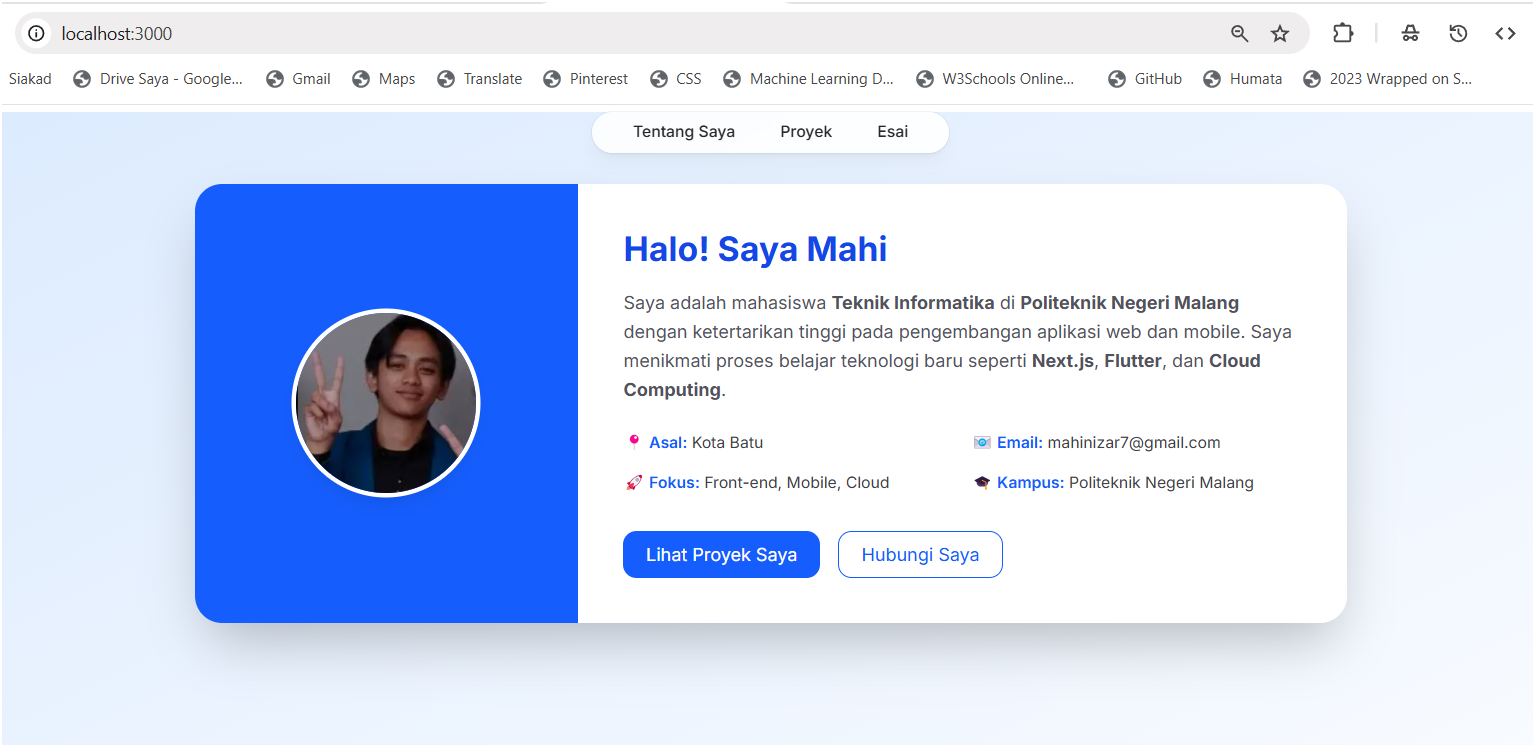 localhost:3000
Siakad Drive Saya - Google... Gmail Maps Translate Pinterest CSS Machine Learning D... W3Schools Online... GitHub Humata 2023 Wrapped on S...
Tentang Saya Proyek Esai
Halo! Saya Mahi
Saya adalah mahasiswa Teknik Informatika di Politeknik Negeri Malang
dengan ketertarikan tinggi pada pengembangan aplikasi web dan mobile. Saya
menikmati proses belajar teknologi baru seperti Next.js, Flutter, dan Cloud
Computing.
📍 Asal: Kota Batu 📧 Email: mahinizar7@gmail.com
🚀 Fokus: Front-end, Mobile, Cloud 🎓 Kampus: Politeknik Negeri Malang
Lihat Proyek Saya Hubungi Saya